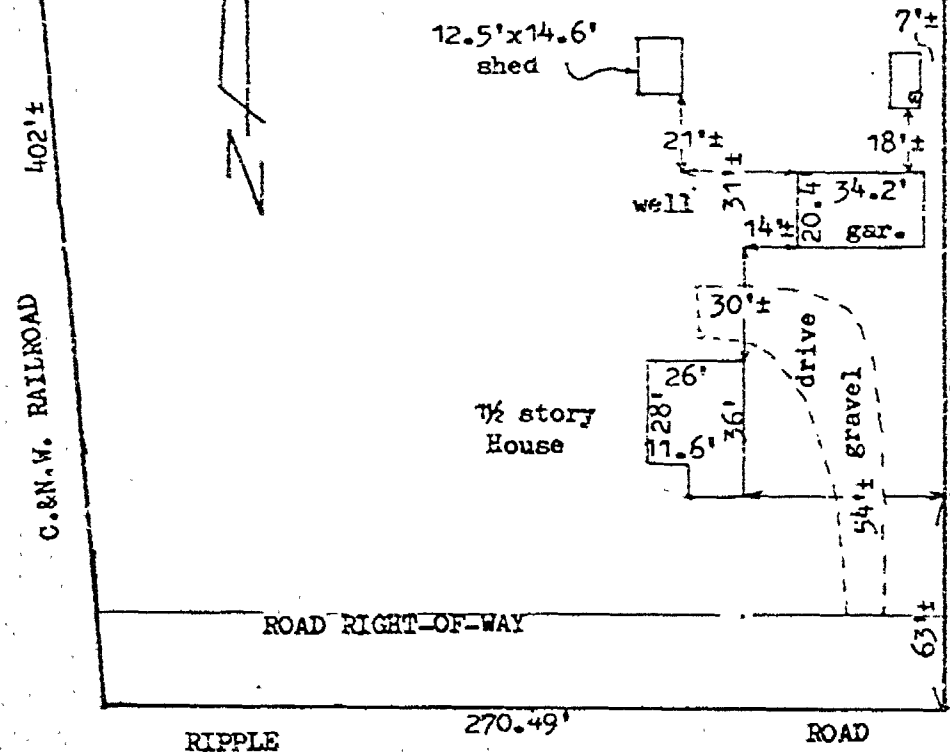 7'±
12.5'x14.6'
shed
402'±
N
21'±
18'±
31'±
well
34.2'
20.4
gar.
14'±
30'±
drive
gravel
C.&N.W. RAILROAD
26'
28'
36'
11.6'
1½ story
House
54'±
ROAD RIGHT-OF-WAY
63'±
270.49'
RIPPLE ROAD